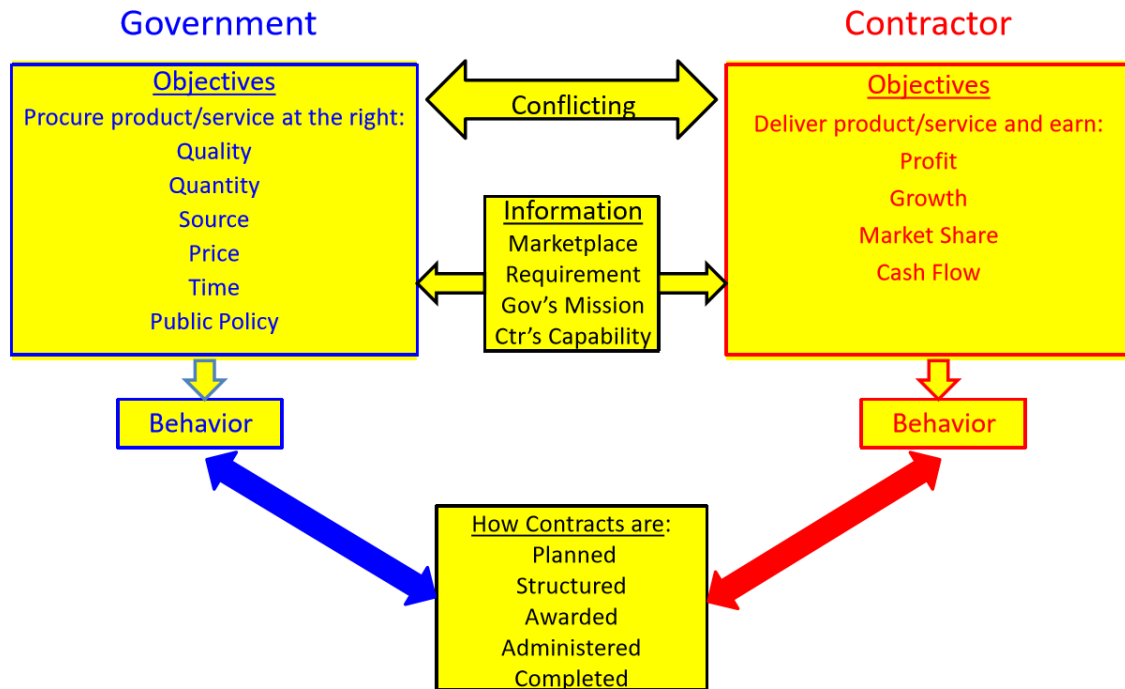 Government
Objectives
Procure product/service at the right:
Quality
Quantity
Source
Price
Time
Public Policy
Behavior
Conflicting
Information
Marketplace
Requirement
Gov's Mission
Ctr's Capability
Contractor
Objectives
Deliver product/service and earn:
Profit
Growth
Market Share
Cash Flow
Behavior
How Contracts are:
Planned
Structured
Awarded
Administered
Completed